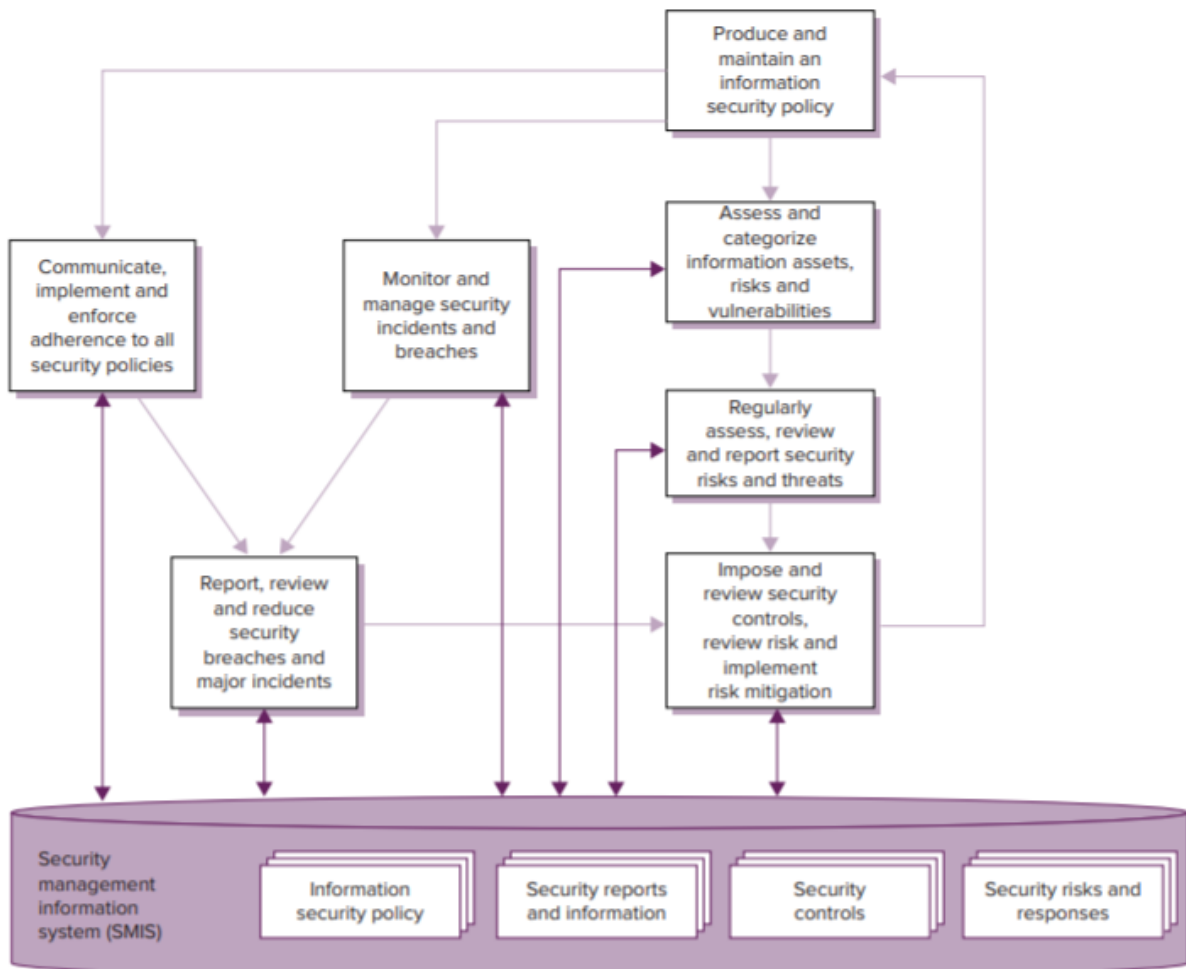 Produce and
maintain an
information
security policy
Communicate,
implement and
enforce
adherence to all
security policies
Monitor and
manage security
incidents and
breaches
Assess and
categorize
information assets,
risks and
vulnerabilities
Regularly
assess, review
and report security
risks and threats
Report, review
and reduce
security
breaches and
major incidents
Impose and
review security
controls,
review risk and
implement
risk mitigation
Security
management
information
system (SMIS)
Information
security policy
Security reports
and information
Security
controls
Security risks and
responses